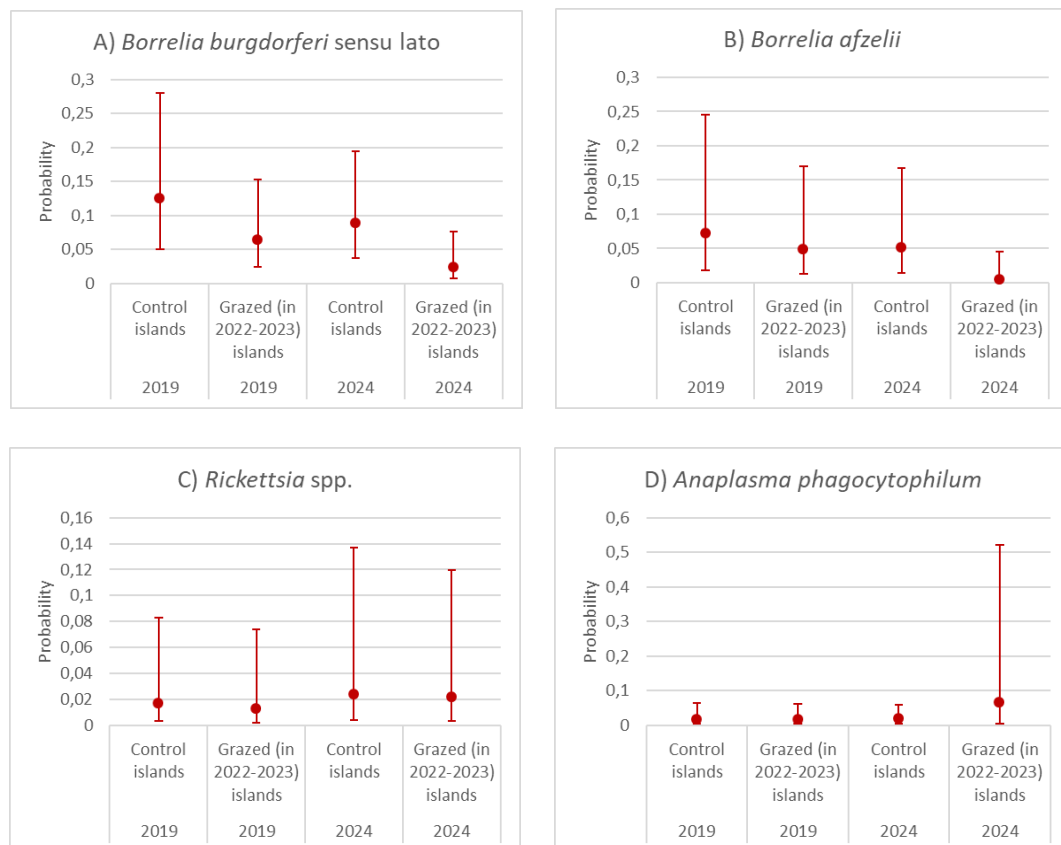 A) Borrelia burgdorferi sensu lato
Probability
0,3
0,25
0,2
0,15
0,1
0,05
0
Control islands
Grazed (in 2022-2023) islands
Control islands
Grazed (in 2022-2023) islands
2019
2019
2024
2024
B) Borrelia afzelii
Probability
0,3
0,25
0,2
0,15
0,1
0,05
0
Control islands
Grazed (in 2022-2023) islands
Control islands
Grazed (in 2022-2023) islands
2019
2019
2024
2024
C) Rickettsia spp.
Probability
0,16
0,14
0,12
0,1
0,08
0,06
0,04
0,02
0
Control islands
Grazed (in 2022-2023) islands
Control islands
Grazed (in 2022-2023) islands
2019
2019
2024
2024
D) Anaplasma phagocytophilum
Probability
0,6
0,5
0,4
0,3
0,2
0,1
0
Control islands
Grazed (in 2022-2023) islands
Control islands
Grazed (in 2022-2023) islands
2019
2019
2024
2024